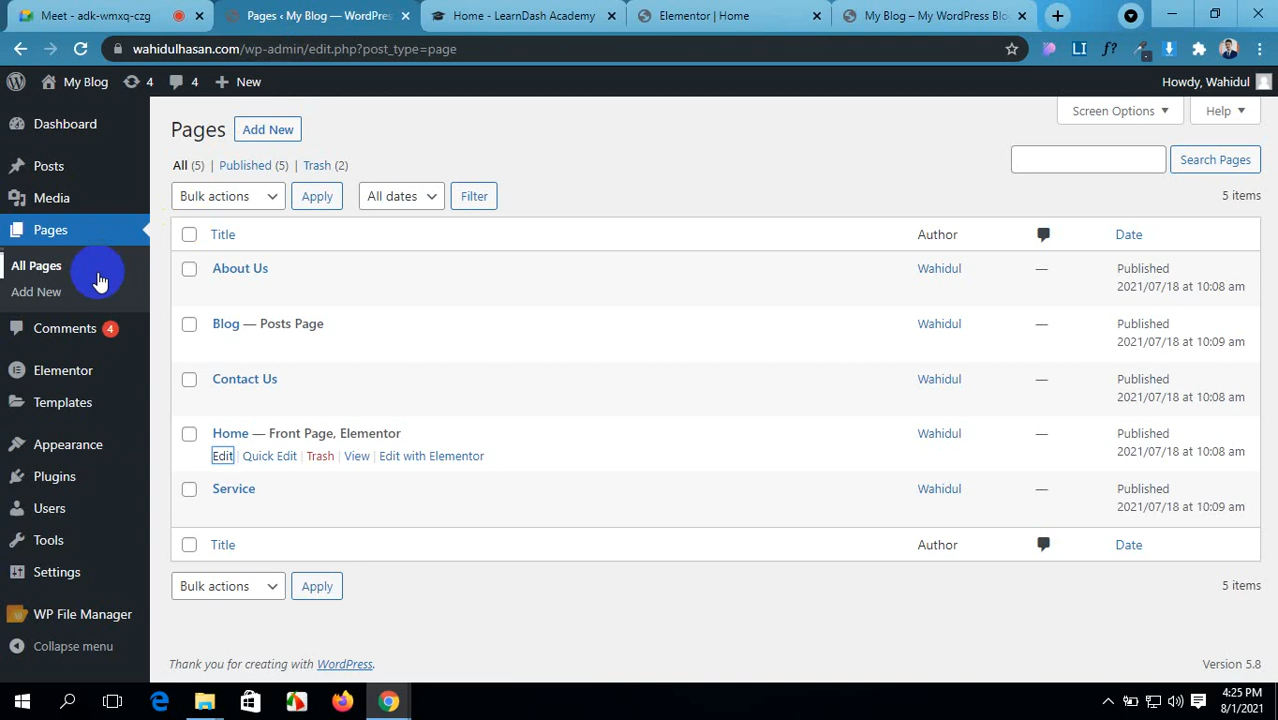 Meet - adk-wmxq-czg
Pages ‹ My Blog — WordPres
Home - LearnDash Academy
Elementor | Home
My Blog – My WordPress Blo
wahidulhasan.com/wp-admin/edit.php?post_type=page
LI
f?
My Blog
4
4
New
Howdy, Wahidul
Dashboard
Posts
Media
Pages
All Pages
Add New
Comments 4
Elementor
Templates
Appearance
Plugins
Users
Tools
Settings
WP File Manager
Collapse menu
Pages
Add New
Screen Options
Help
All (5) | Published (5) | Trash (2)
Search Pages
Bulk actions
Apply
All dates
Filter
5 items
Title
Author
Date
About Us
Wahidul
—
Published
2021/07/18 at 10:08 am
Blog — Posts Page
Wahidul
—
Published
2021/07/18 at 10:09 am
Contact Us
Wahidul
—
Published
2021/07/18 at 10:08 am
Home — Front Page, Elementor
Edit | Quick Edit | Trash | View | Edit with Elementor
Wahidul
—
Published
2021/07/18 at 10:08 am
Service
Wahidul
—
Published
2021/07/18 at 10:09 am
Title
Author
Date
Bulk actions
Apply
5 items
Thank you for creating with WordPress.
Version 5.8
4:25 PM
8/1/2021